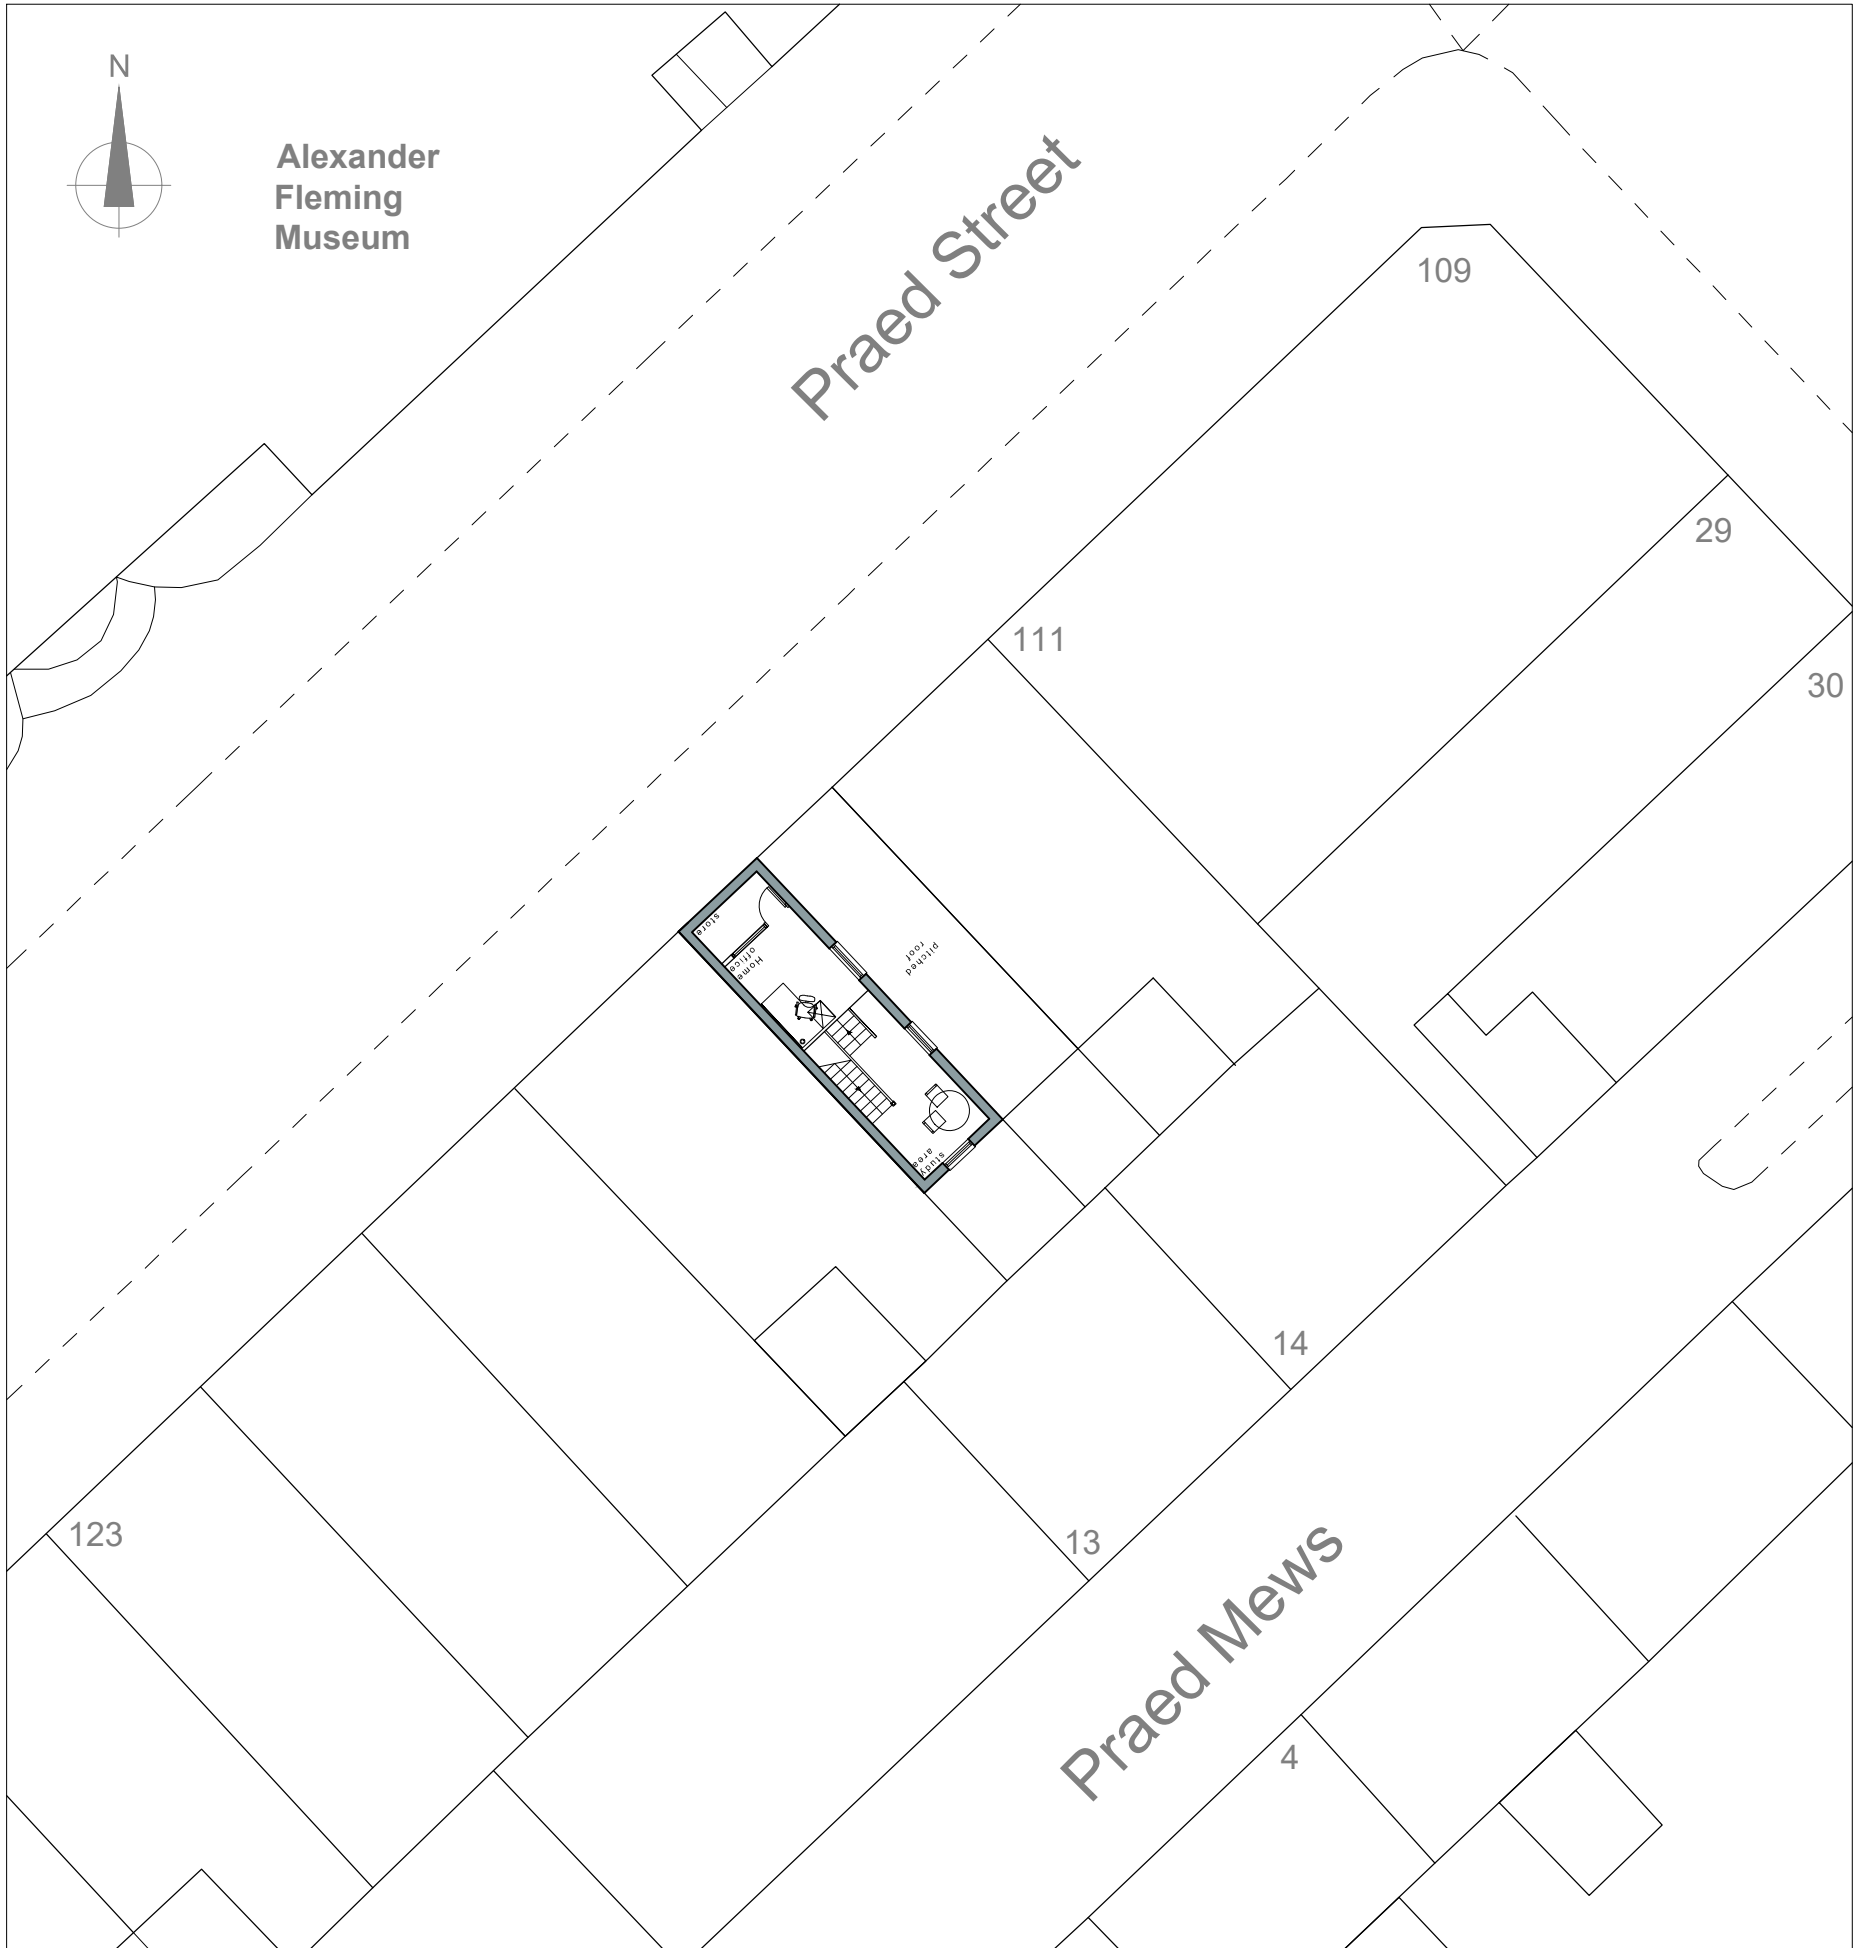 N
Alexander
Fleming
Museum
Praed Street
109
29
30
111
store
Home
office
pitched
roof
study
area
14
13
123
Praed Mews
4